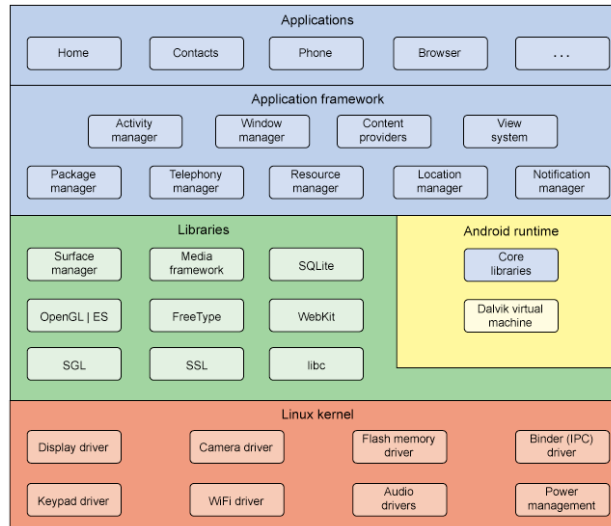 Applications
Home
Contacts
Phone
Browser
...
Application framework
Activity
manager
Window
manager
Content
providers
View
system
Package
manager
Telephony
manager
Resource
manager
Location
manager
Notification
manager
Libraries
Surface
manager
Media
framework
SQLite
OpenGL | ES
FreeType
WebKit
SGL
SSL
libc
Android runtime
Core
libraries
Dalvik virtual
machine
Linux kernel
Display driver
Camera driver
Flash memory
driver
Binder (IPC)
driver
Keypad driver
WiFi driver
Audio
drivers
Power
management